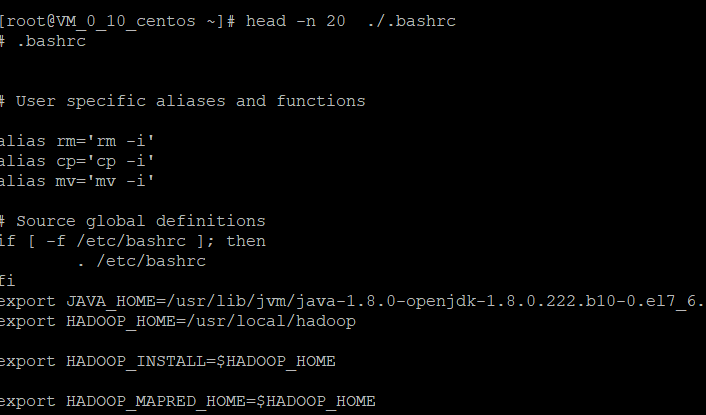 [root@VM_0_10_centos ~]# head -n 20  ./.bashrc
# .bashrc
# User specific aliases and functions
alias rm='rm -i'
alias cp='cp -i'
alias mv='mv -i'
# Source global definitions
if [ -f /etc/bashrc ]; then
        . /etc/bashrc
fi
export JAVA_HOME=/usr/lib/jvm/java-1.8.0-openjdk-1.8.0.222.b10-0.el7_6.
export HADOOP_HOME=/usr/local/hadoop
export HADOOP_INSTALL=$HADOOP_HOME
export HADOOP_MAPRED_HOME=$HADOOP_HOME